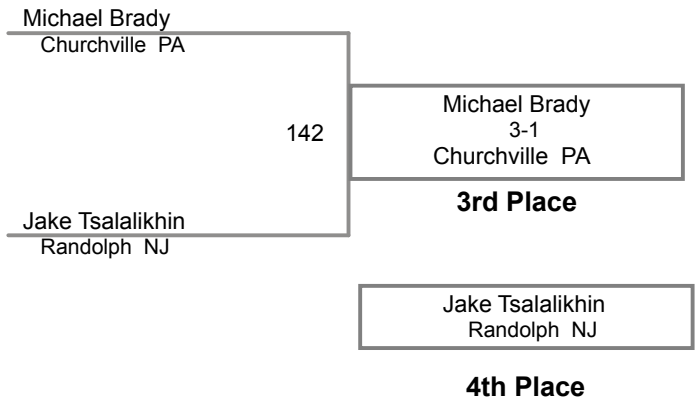 Michael Brady
Churchville PA
142
Michael Brady
3-1
Churchville PA
3rd Place
Jake Tsalalikhin
Randolph NJ
Jake Tsalalikhin
Randolph NJ
4th Place